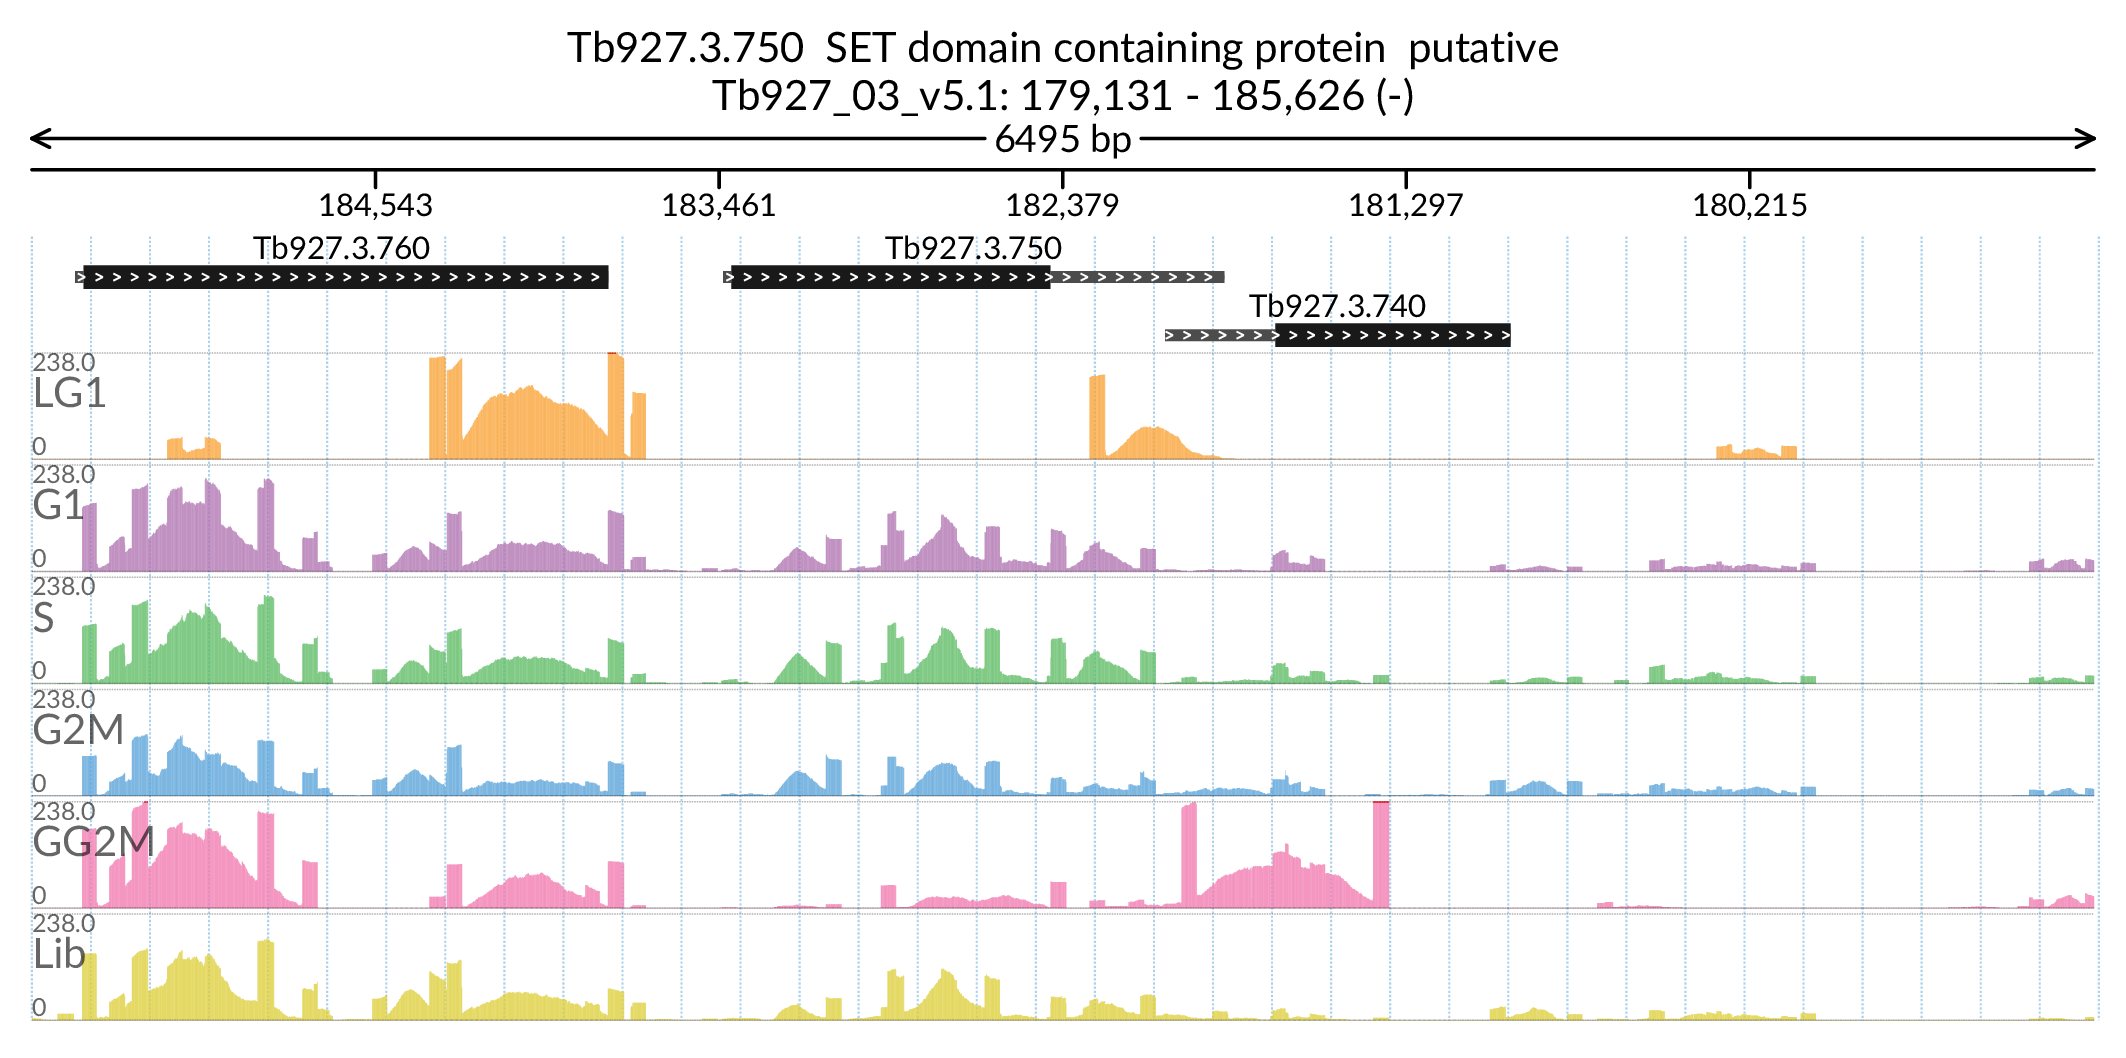 Tb927.3.750  SET domain containing protein  putative
Tb927_03_v5.1: 179,131 - 185,626 (-)
6495 bp
184,543 183,461 182,379 181,297 180,215
Tb927.3.760 Tb927.3.750
Tb927.3.740
238.0
LG1
0
238.0
G1
0
238.0
S
0
238.0
G2M
0
238.0
GG2M
0
238.0
Lib
0